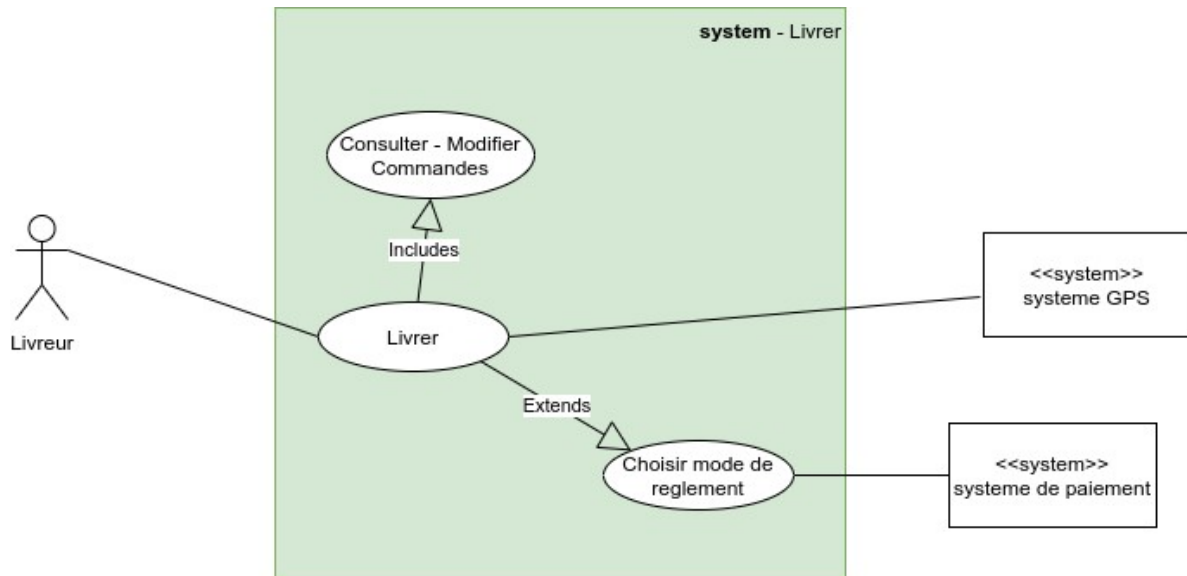 system - Livrer
Consulter - Modifier
Commandes
Includes
<<system>>
systeme GPS
Livreur
Livrer
Extends
Choisir mode de
reglement
<<system>>
systeme de paiement